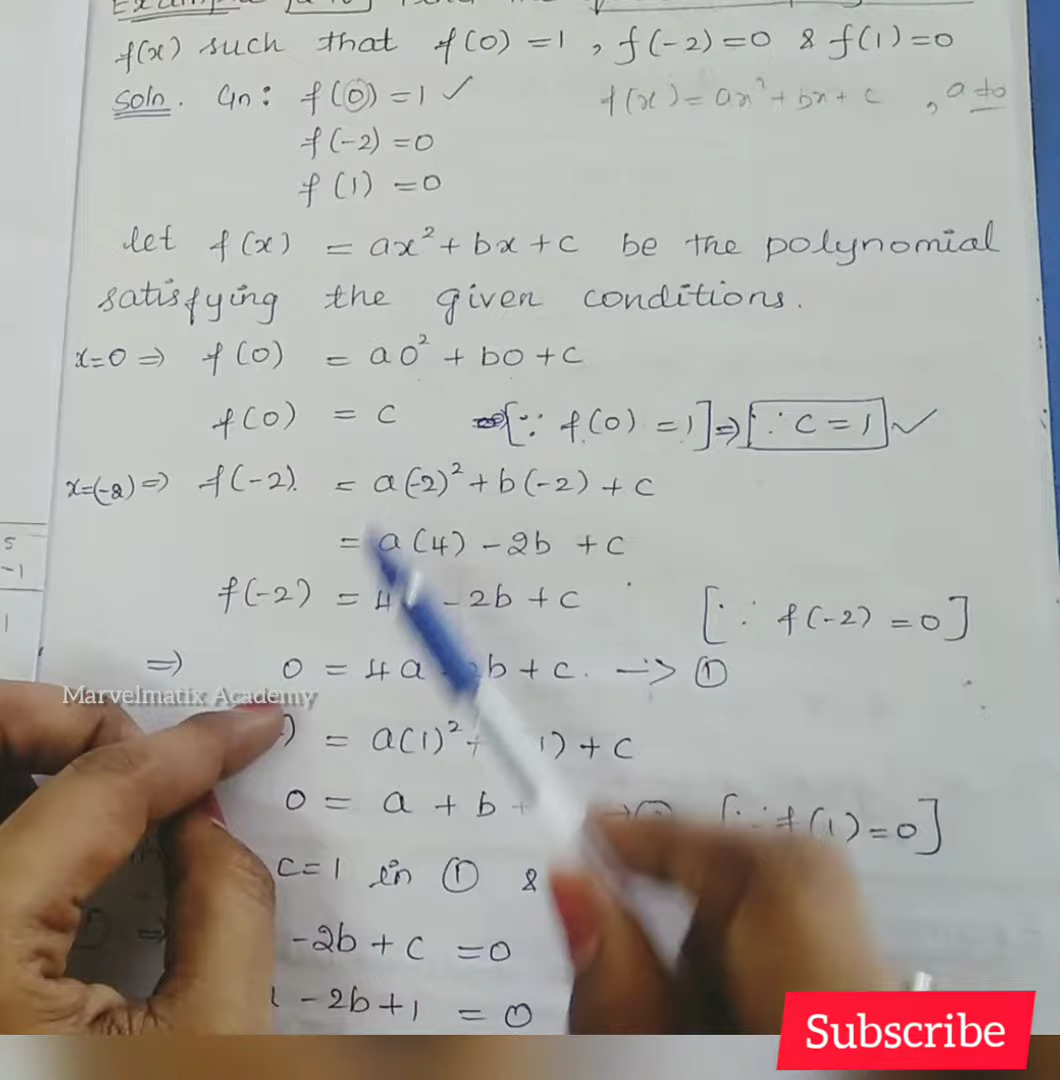 f(x) such that f(0) = 1 , f(-2) = 0 & f(1) = 0
Soln. Gn: f(0) = 1 ✓ f(x) = ax² + bx + c , a ≠ 0
f(-2) = 0
f(1) = 0
let f(x) = ax² + bx + c be the polynomial
satisfying the given conditions.
x=0 ⇒ f(0) = a0² + b0 + c
f(0) = c [∵ f(0) = 1] ⇒ ∵ c = 1 ✓
x=(-2) ⇒ f(-2) = a(-2)² + b(-2) + c
= a(4) - 2b + c
f(-2) = 4 - 2b + c [∵ f(-2) = 0]
⇒ 0 = 4a b + c. → ①
Marvelmatix Academy
) = a(1)² + 1) + c
0 = a + b + [∵ f(1) = 0]
c=1 in ① &
⇒ -2b + c = 0
- 2b + 1 = 0
5
-1
1
Subscribe